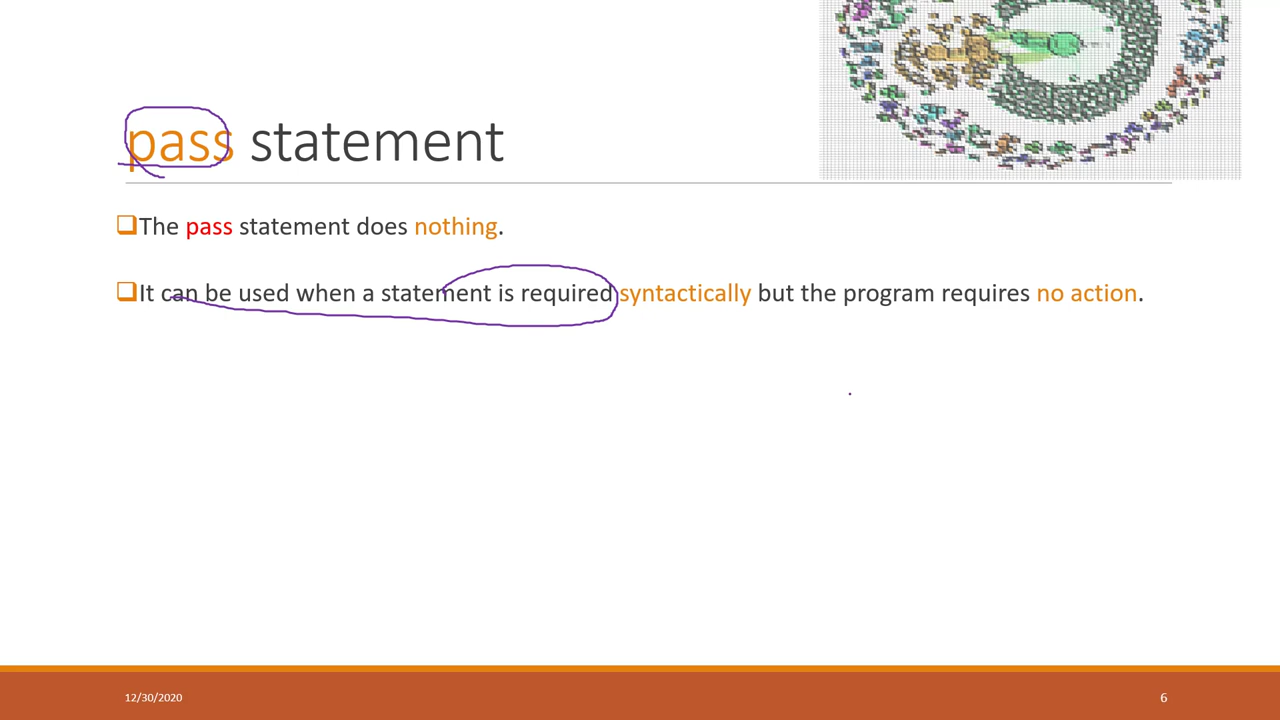 pass statement
The pass statement does nothing.
It can be used when a statement is required syntactically but the program requires no action.
12/30/2020
6